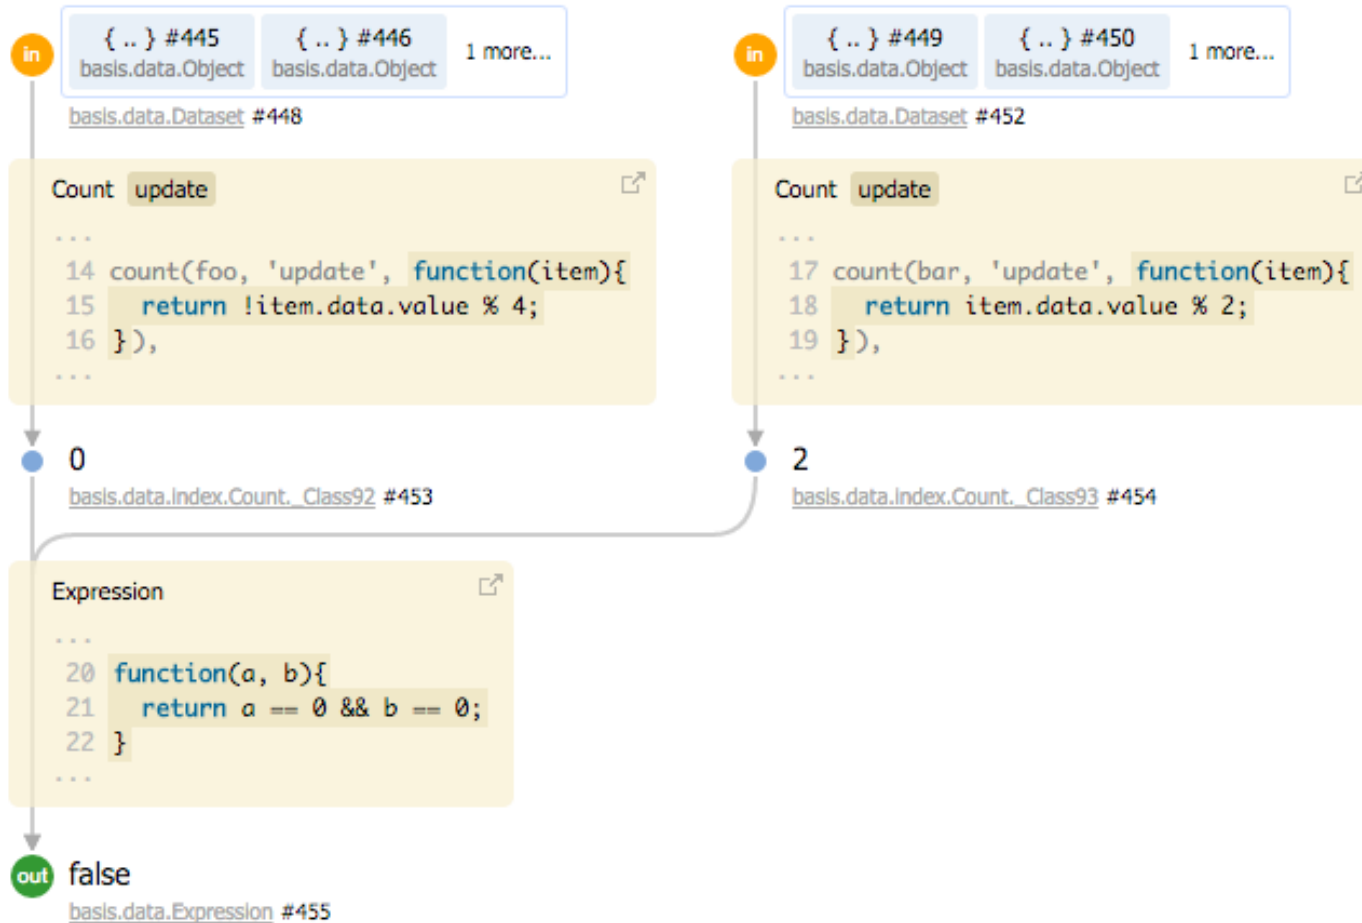 in
{ .. } #445
basis.data.Object
{ .. } #446
basis.data.Object
1 more...
basis.data.Dataset #448
Count update
...
14 count(foo, 'update', function(item){
15   return !item.data.value % 4;
16 }),
...
0
basis.data.index.Count._Class92 #453
in
{ .. } #449
basis.data.Object
{ .. } #450
basis.data.Object
1 more...
basis.data.Dataset #452
Count update
...
17 count(bar, 'update', function(item){
18   return item.data.value % 2;
19 }),
...
2
basis.data.index.Count._Class93 #454
Expression
...
20 function(a, b){
21   return a == 0 && b == 0;
22 }
...
out
false
basis.data.Expression #455